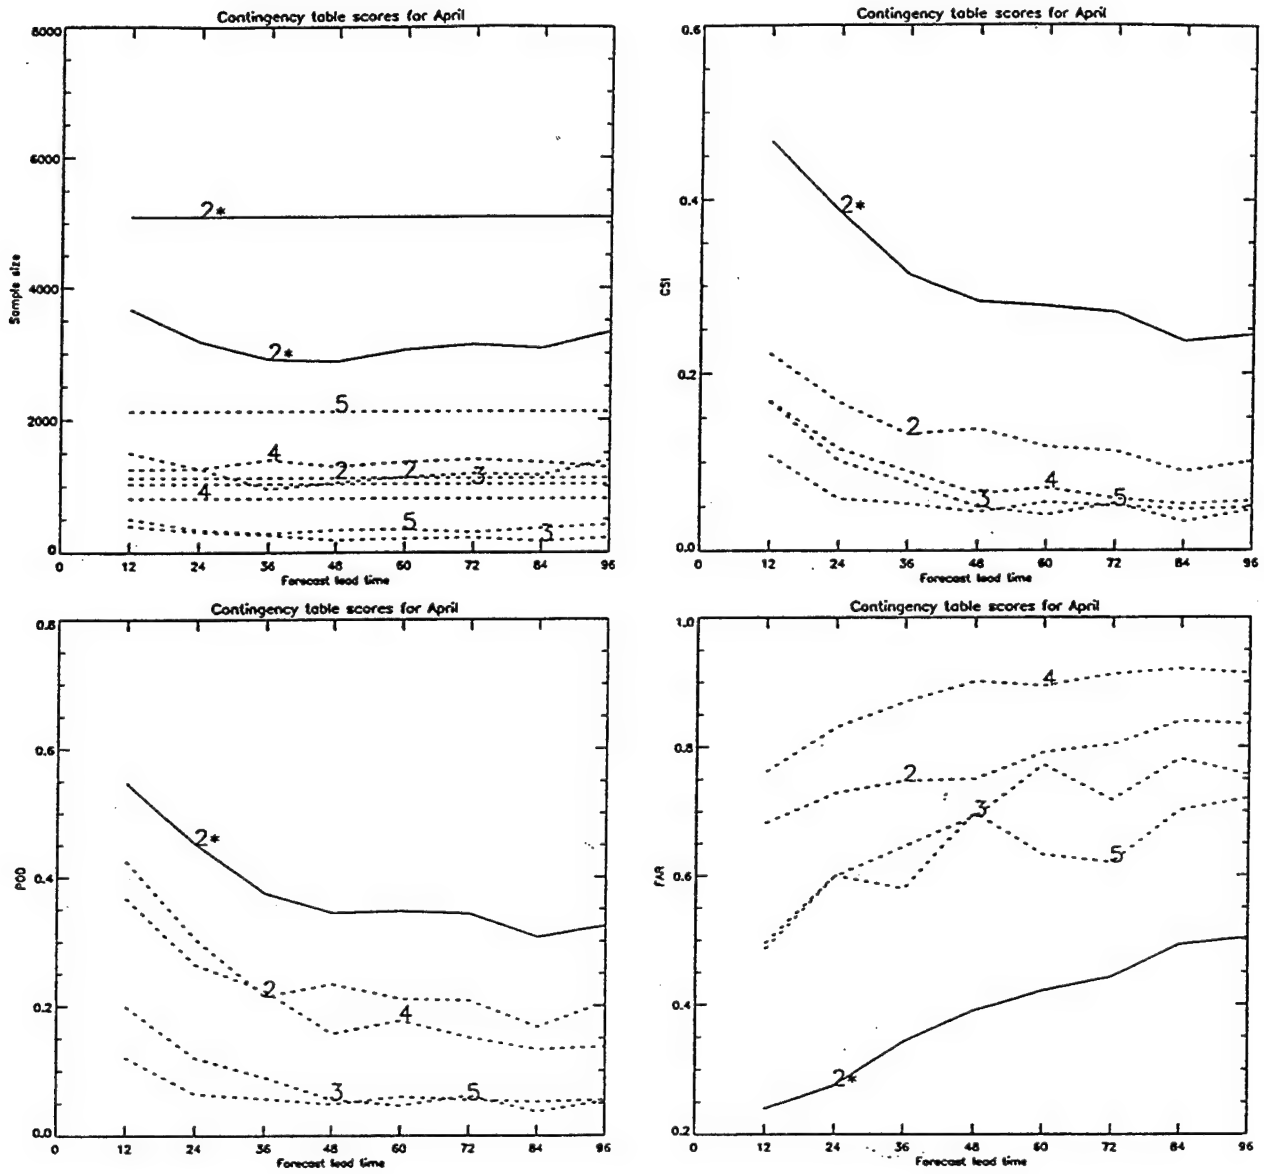 Contingency table scores for April
8000
6000
4000
2000
0
Sample size
2*
2*
5
4
2
2
3
4
5
3
0 12 24 36 48 60 72 84 96
Forecast lead time
Contingency table scores for April
0.6
0.4
0.2
0.0
CSI
2*
2
4
3
5
0 12 24 36 48 60 72 84 96
Forecast lead time
Contingency table scores for April
0.8
0.6
0.4
0.2
0.0
POD
2*
2
4
3
5
0 12 24 36 48 60 72 84 96
Forecast lead time
Contingency table scores for April
1.0
0.8
0.6
0.4
0.2
FAR
4
2
3
5
2*
0 12 24 36 48 60 72 84 96
Forecast lead time